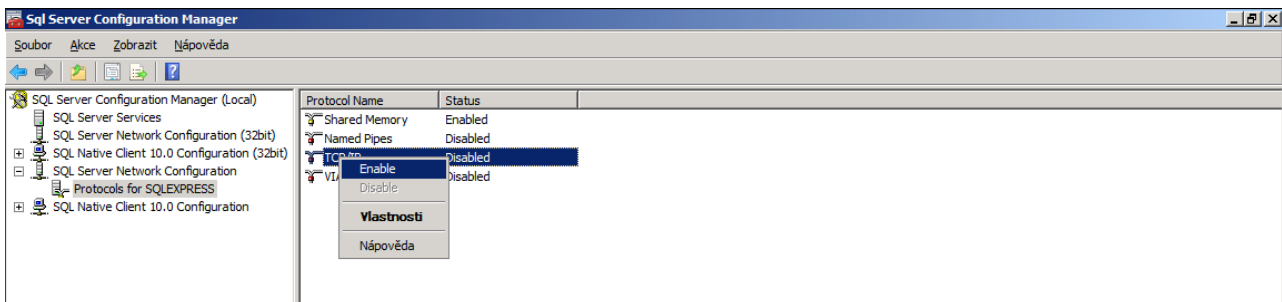 Sql Server Configuration Manager
Soubor Akce Zobrazit Nápověda
SQL Server Configuration Manager (Local)
SQL Server Services
SQL Server Network Configuration (32bit)
SQL Native Client 10.0 Configuration (32bit)
SQL Server Network Configuration
Protocols for SQLEXPRESS
SQL Native Client 10.0 Configuration
Protocol Name Status
Shared Memory Enabled
Named Pipes Disabled
TCP/IP Disabled
Disabled
Enable
Disable
Vlastnosti
Nápověda